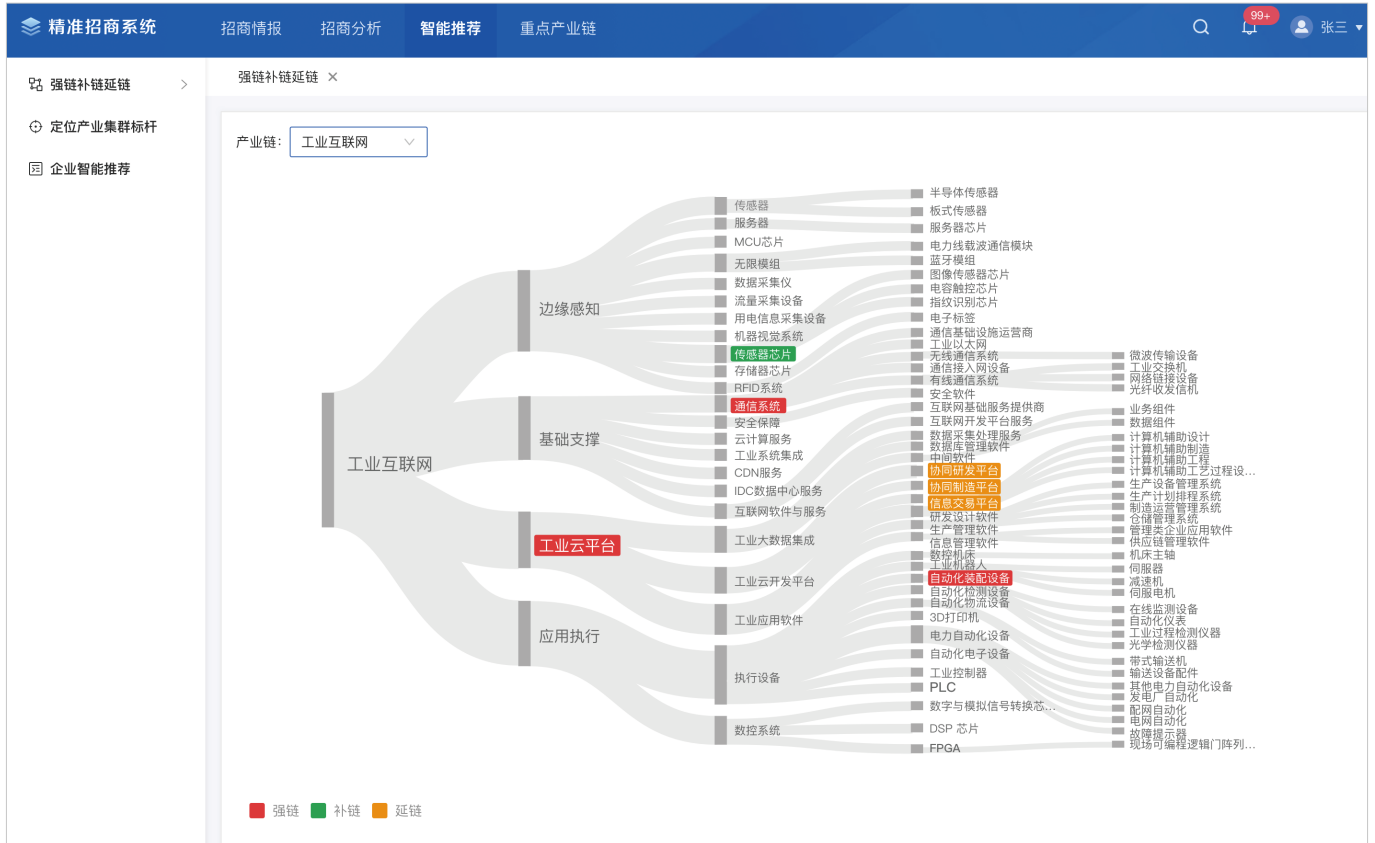 精准招商系统
招商情报
招商分析
智能推荐
重点产业链
99+
张三
强链补链延链
定位产业集群标杆
企业智能推荐
强链补链延链
产业链:
工业互联网
工业互联网
边缘感知
基础支撑
工业云平台
应用执行
传感器
服务器
MCU芯片
无限模组
数据采集仪
流量采集设备
用电信息采集设备
机器视觉系统
传感器芯片
存储器芯片
RFID系统
通信系统
安全保障
云计算服务
工业系统集成
CDN服务
IDC数据中心服务
互联网软件与服务
工业大数据集成
工业云开发平台
工业应用软件
执行设备
数控系统
半导体传感器
板式传感器
服务器芯片
电力线载波通信模块
蓝牙模组
图像传感器芯片
电容触控芯片
指纹识别芯片
电子标签
通信基础设施运营商
工业以太网
无线通信系统
通信接入网设备
有线通信系统
安全软件
互联网基础服务提供商
互联网开发平台服务
数据采集处理服务
数据库管理软件
中间软件
协同研发平台
协同制造平台
信息交易平台
研发设计软件
生产管理软件
信息管理软件
数控机床
工业机器人
自动化装配设备
自动化检测设备
自动化物流设备
3D打印机
电力自动化设备
自动化电子设备
工业控制器
PLC
数字与模拟信号转换芯...
DSP 芯片
FPGA
微波传输设备
工业交换机
网络链接设备
光纤收发信机
业务组件
数据组件
计算机辅助设计
计算机辅助制造
计算机辅助工程
计算机辅助工艺过程设...
生产设备管理系统
生产计划排程系统
制造运营管理系统
仓储管理系统
管理类企业应用软件
供应链管理软件
机床主轴
伺服器
减速机
伺服电机
在线监测设备
自动化仪表
工业过程检测仪器
光学检测仪器
带式输送机
输送设备配件
其他电力自动化设备
发电厂自动化
配网自动化
电网自动化
故障提示器
现场可编程逻辑门阵列...
强链
补链
延链